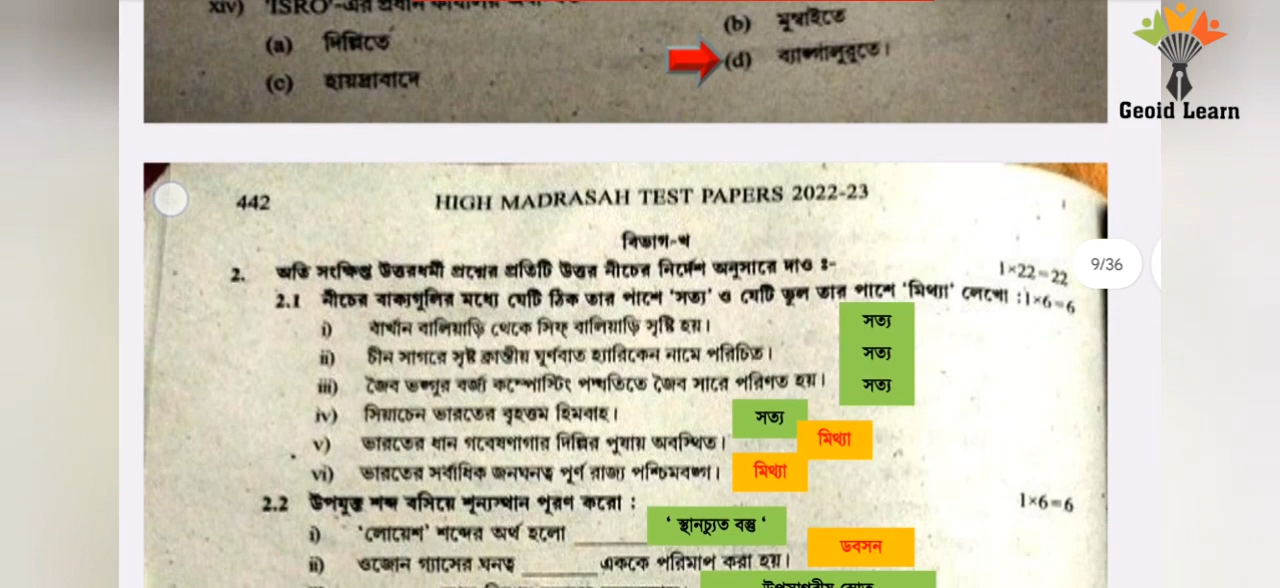 xiv) 'ISRO'-এর প্রধান
(a) দিল্লিতে
(b) মুম্বাইতে
(c) হায়দ্রাবাদে
(d) ব্যাঙ্গালুরুতে।
Geoid Learn
442 HIGH MADRASAH TEST PAPERS 2022-23
9/36
বিভাগ-খ
2. অতি সংক্ষিপ্ত উত্তরধর্মী প্রশ্নের প্রতিটি উত্তর নীচের নির্দেশ অনুসারে দাও ঃ- 1×22=22
2.1 নীচের বাক্যগুলির মধ্যে যেটি ঠিক তার পাশে 'সত্য' ও যেটি ভুল তার পাশে 'মিথ্যা' লেখো : 1×6=6
i) বার্খান বালিয়াড়ি থেকে সিফ্ বালিয়াড়ি সৃষ্টি হয়। সত্য
ii) চীন সাগরে সৃষ্ট ক্রান্তীয় ঘূর্ণবাত হ্যারিকেন নামে পরিচিত। সত্য
iii) জৈব ভঙ্গুর বর্জ্য কম্পোস্টিং পদ্ধতিতে জৈব সারে পরিণত হয়। সত্য
iv) সিয়াচেন ভারতের বৃহত্তম হিমবাহ। সত্য
v) ভারতের ধান গবেষণাগার দিল্লির পুষায় অবস্থিত। মিথ্যা
vi) ভারতের সর্বাধিক জনঘনত্ব পূর্ণ রাজ্য পশ্চিমবঙ্গ। মিথ্যা
2.2 উপযুক্ত শব্দ বসিয়ে শূন্যস্থান পূরণ করো : 1×6=6
i) 'লোয়েশ' শব্দের অর্থ হলো ______ ‘ স্থানচ্যুত বস্তু ‘
ii) ওজোন গ্যাসের ঘনত্ব ______ এককে পরিমাপ করা হয়। ডবসন
উপসাগরীয় স্রোত